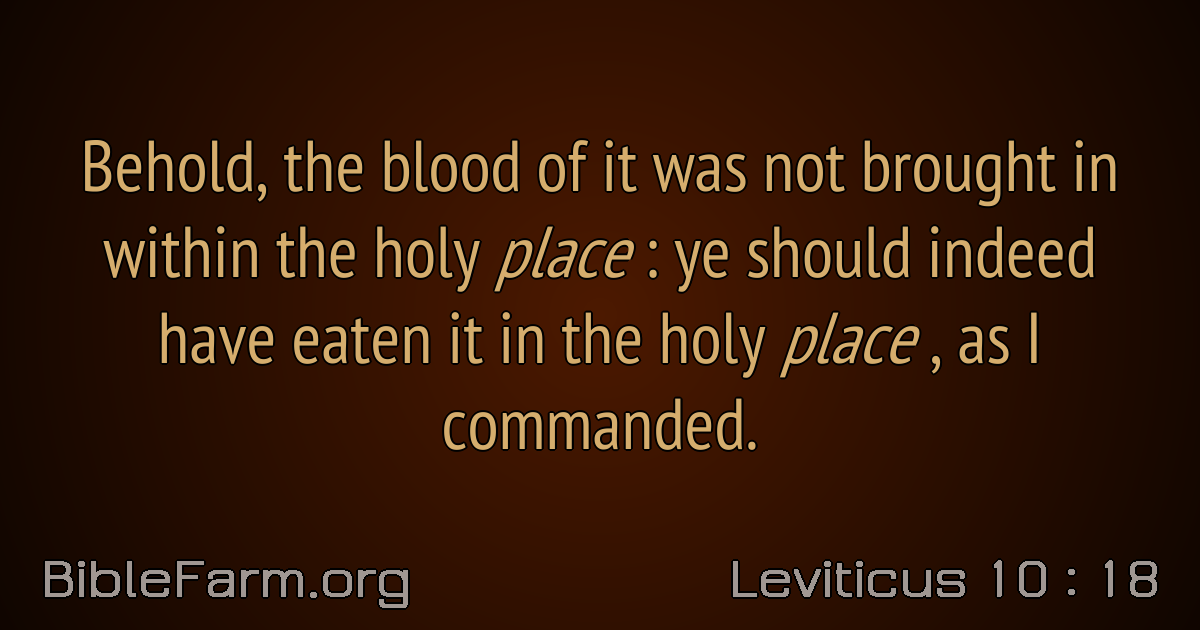 Behold, the blood of it was not brought in
within the holy place : ye should indeed
have eaten it in the holy place , as I
commanded.
BibleFarm.org
Leviticus 10 : 18